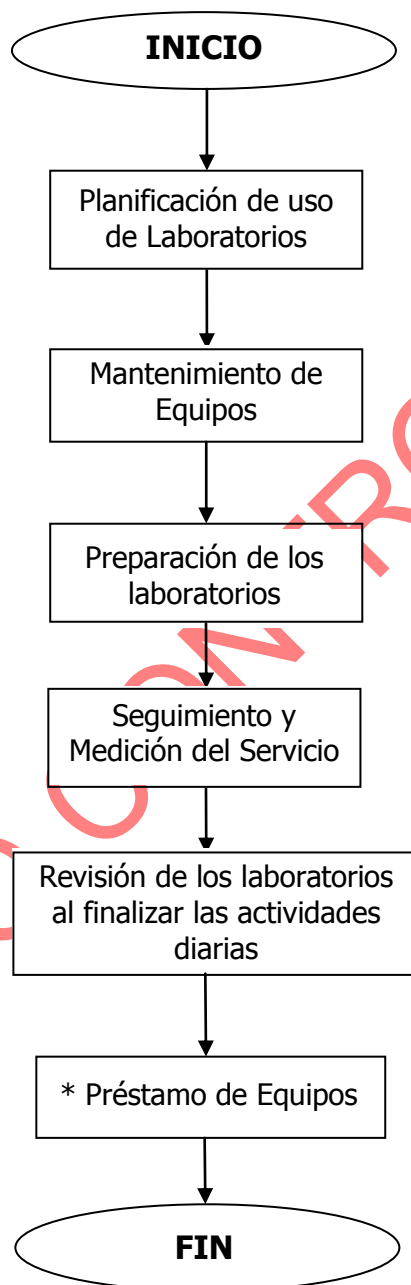 INICIO
Planificación de uso
de Laboratorios
Mantenimiento de
Equipos
Preparación de los
laboratorios
Seguimiento y
Medición del Servicio
Revisión de los laboratorios
al finalizar las actividades
diarias
* Préstamo de Equipos
FIN